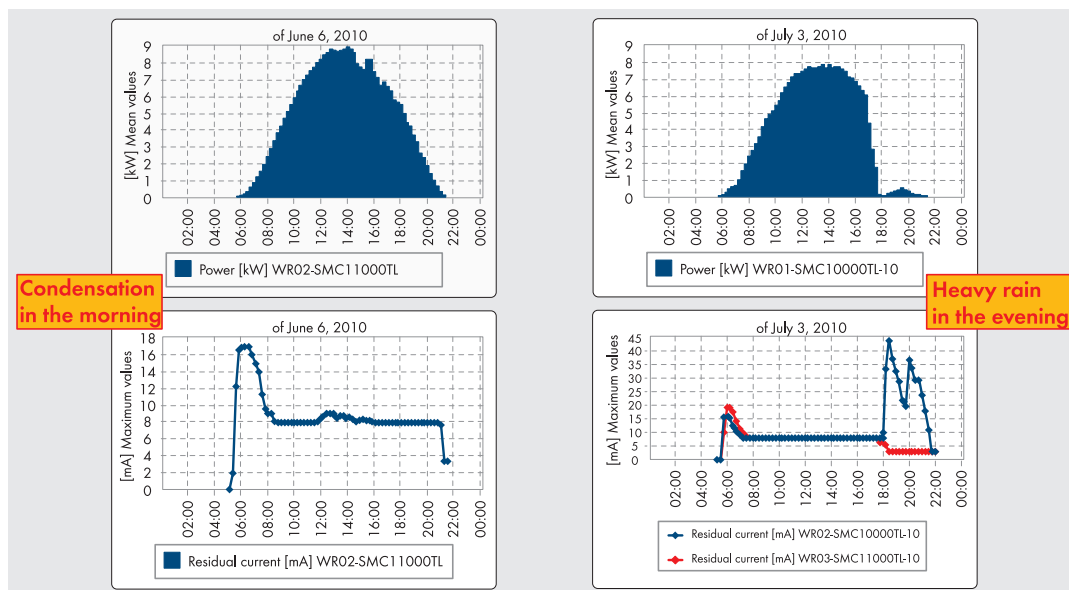 of June 6, 2010
[kW] Mean values
9
8
7
6
5
4
3
2
1
0
02:00 04:00 06:00 08:00 10:00 12:00 14:00 16:00 18:00 20:00 22:00 00:00
Power [kW] WR02-SMC11000TL
of July 3, 2010
[kW] Mean values
9
8
7
6
5
4
3
2
1
0
02:00 04:00 06:00 08:00 10:00 12:00 14:00 16:00 18:00 20:00 22:00 00:00
Power [kW] WR01-SMC10000TL-10
Condensation
in the morning
Heavy rain
in the evening
of June 6, 2010
[mA] Maximum values
18
16
14
12
10
8
6
4
2
0
02:00 04:00 06:00 08:00 10:00 12:00 14:00 16:00 18:00 20:00 22:00 00:00
Residual current [mA] WR02-SMC11000TL
of July 3, 2010
[mA] Maximum values
45
40
35
30
25
20
15
10
5
0
02:00 04:00 06:00 08:00 10:00 12:00 14:00 16:00 18:00 20:00 22:00 00:00
Residual current [mA] WR02-SMC10000TL-10
Residual current [mA] WR03-SMC11000TL-10